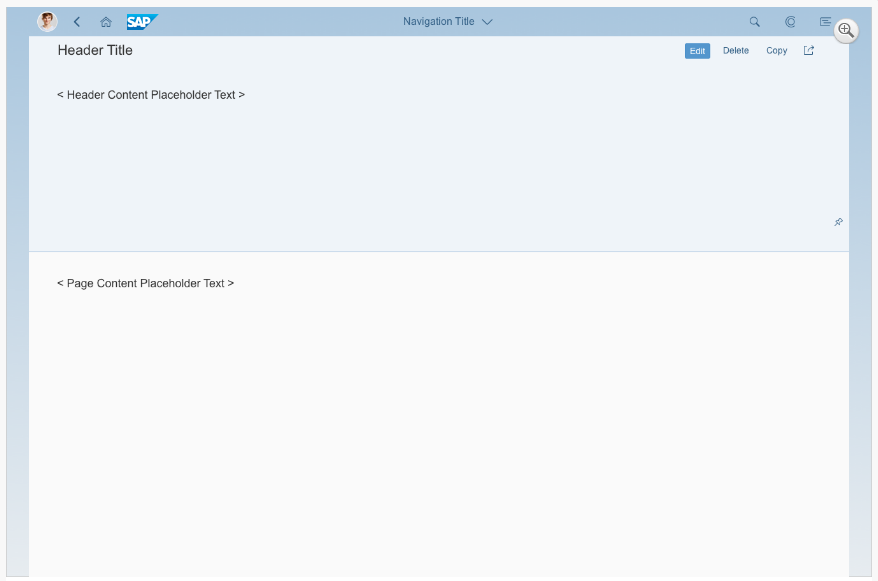 SAP
Navigation Title
Header Title
Edit
Delete
Copy
< Header Content Placeholder Text >
< Page Content Placeholder Text >